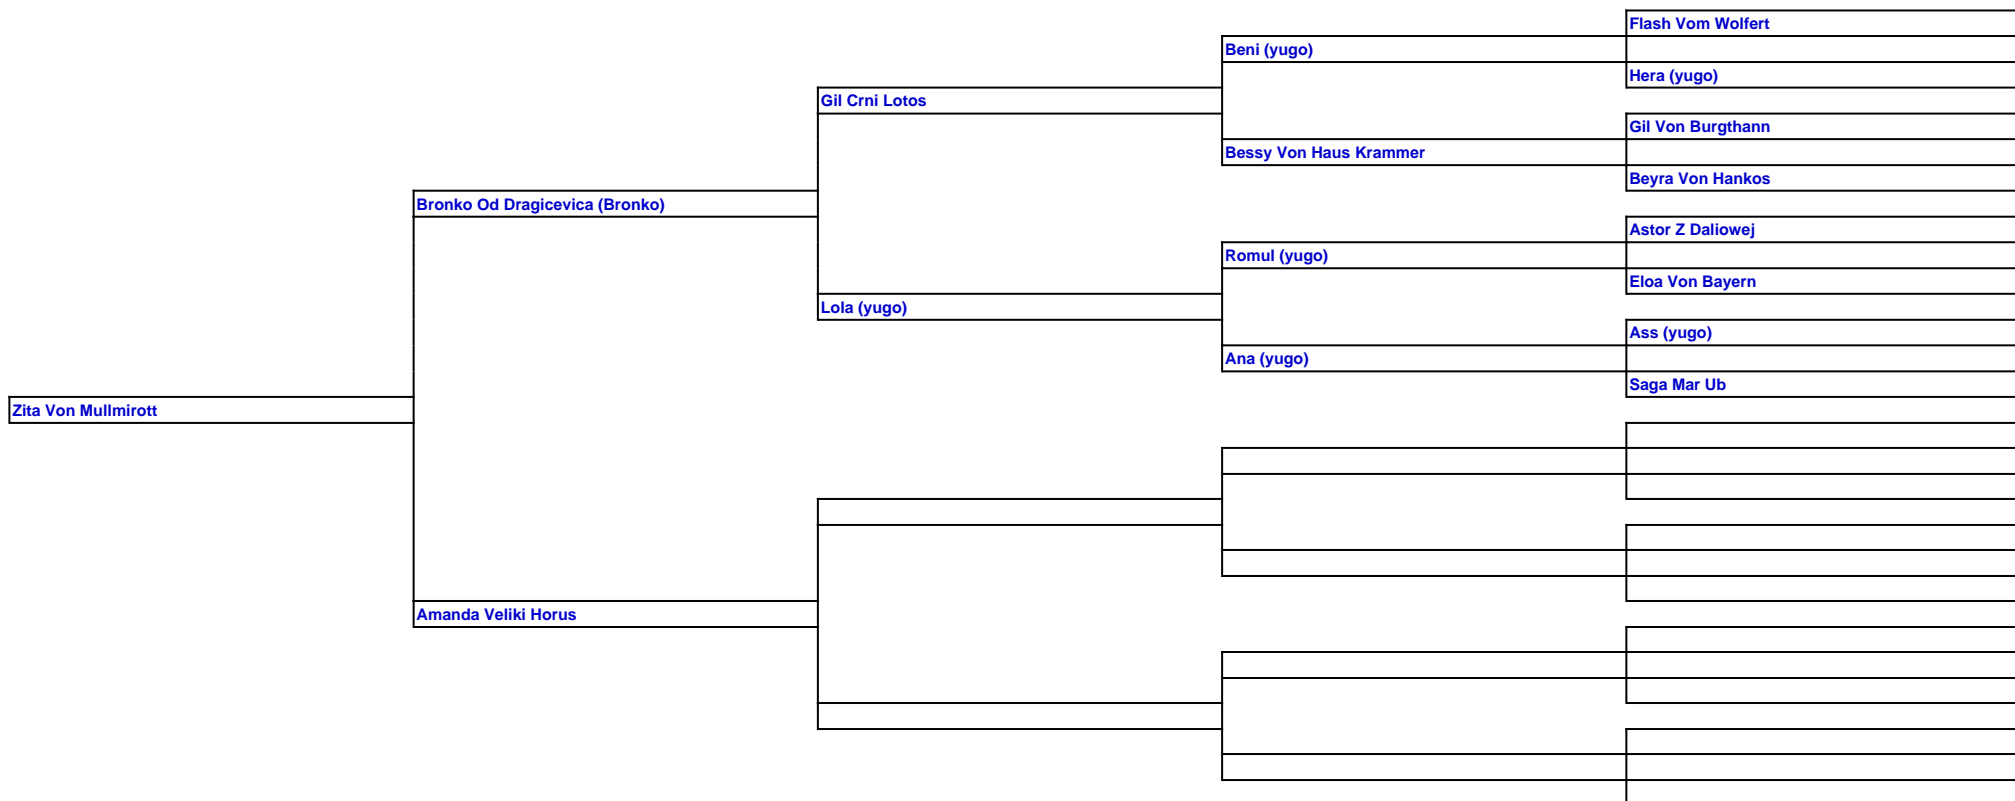 Flash Vom Wolfert
Beni (yugo)
Hera (yugo)
Gil Crni Lotos
Gil Von Burgthann
Bessy Von Haus Krammer
Beyra Von Hankos
Bronko Od Dragicevica (Bronko)
Astor Z Daliowej
Romul (yugo)
Eloa Von Bayern
Lola (yugo)
Ass (yugo)
Ana (yugo)
Saga Mar Ub
Zita Von Mullmirott
Amanda Veliki Horus